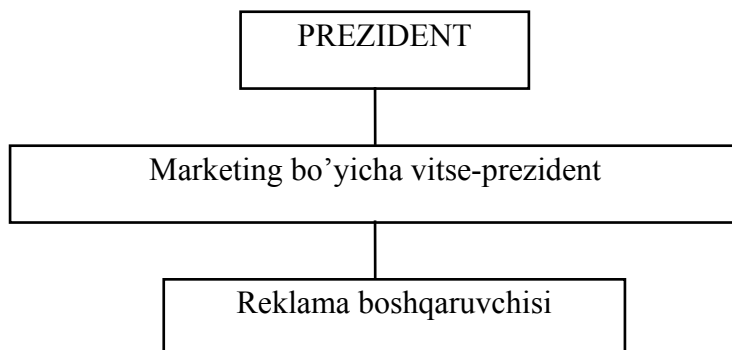 PREZIDENT
Marketing bo’yicha vitse-prezident
Reklama boshqaruvchisi